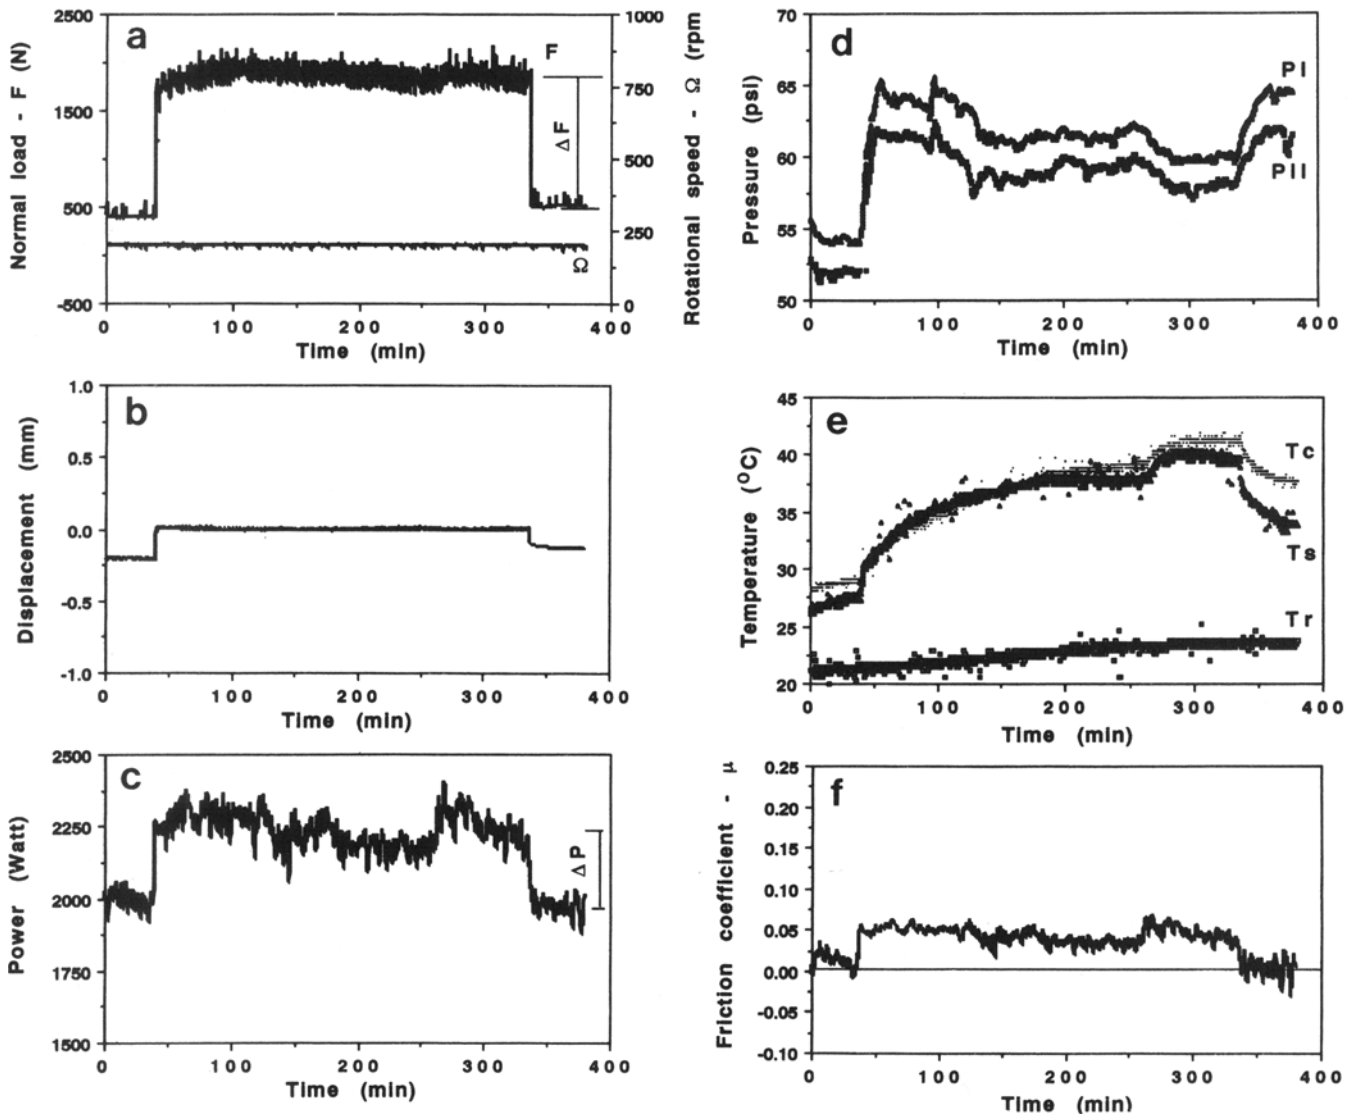 a
Normal load - F (N)
2500
1500
500
-500
F
ΔF
Ω
1000
750
500
250
0
Rotational speed - Ω (rpm
0 100 200 300 400
Time (min)
b
Displacement (mm)
1.0
0.5
0.0
-0.5
-1.0
0 100 200 300 400
Time (min)
c
Power (Watt)
2500
2250
2000
1750
1500
ΔP
0 100 200 300 400
Time (min)
d
Pressure (psi)
70
65
60
55
50
PI
PII
0 100 200 300 400
Time (min)
e
Temperature (°C)
45
40
35
30
25
20
Tc
Ts
Tr
0 100 200 300 400
Time (min)
f
Friction coefficient - μ
0.25
0.20
0.15
0.10
0.05
0.00
-0.05
-0.10
0 100 200 300 400
Time (min)